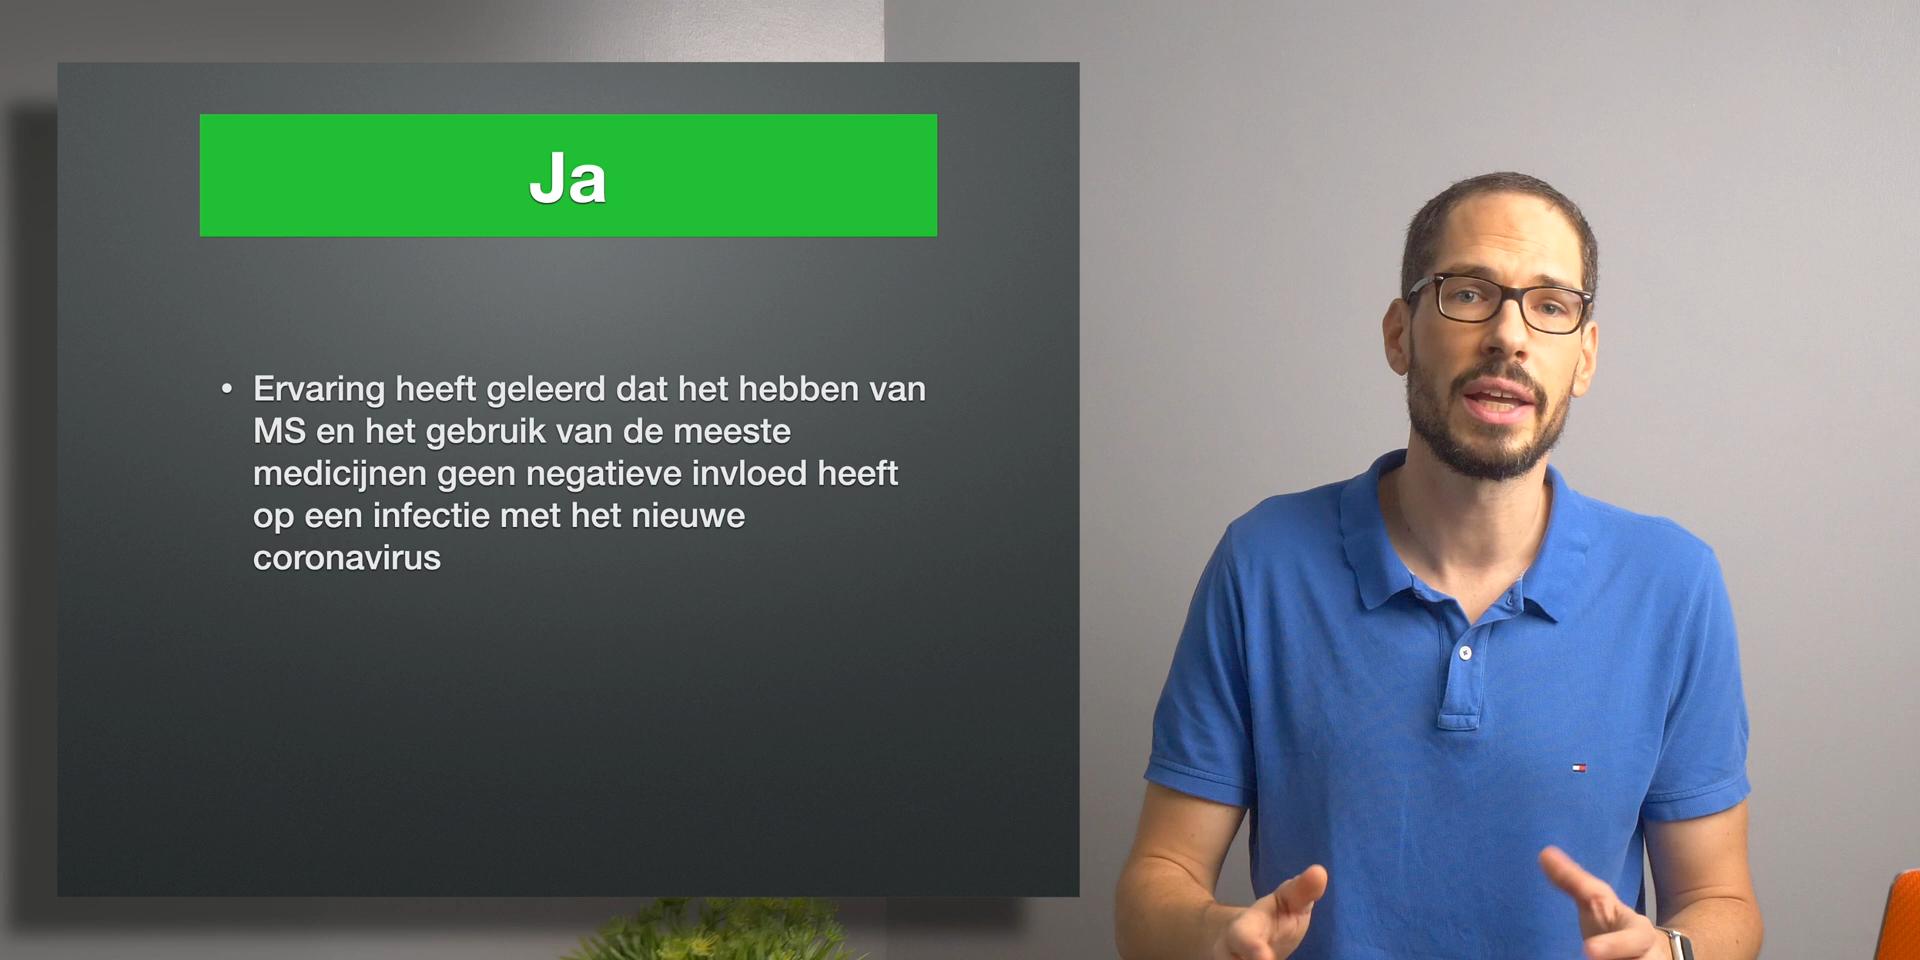 Ja
• Ervaring heeft geleerd dat het hebben van
MS en het gebruik van de meeste
medicijnen geen negatieve invloed heeft
op een infectie met het nieuwe
coronavirus